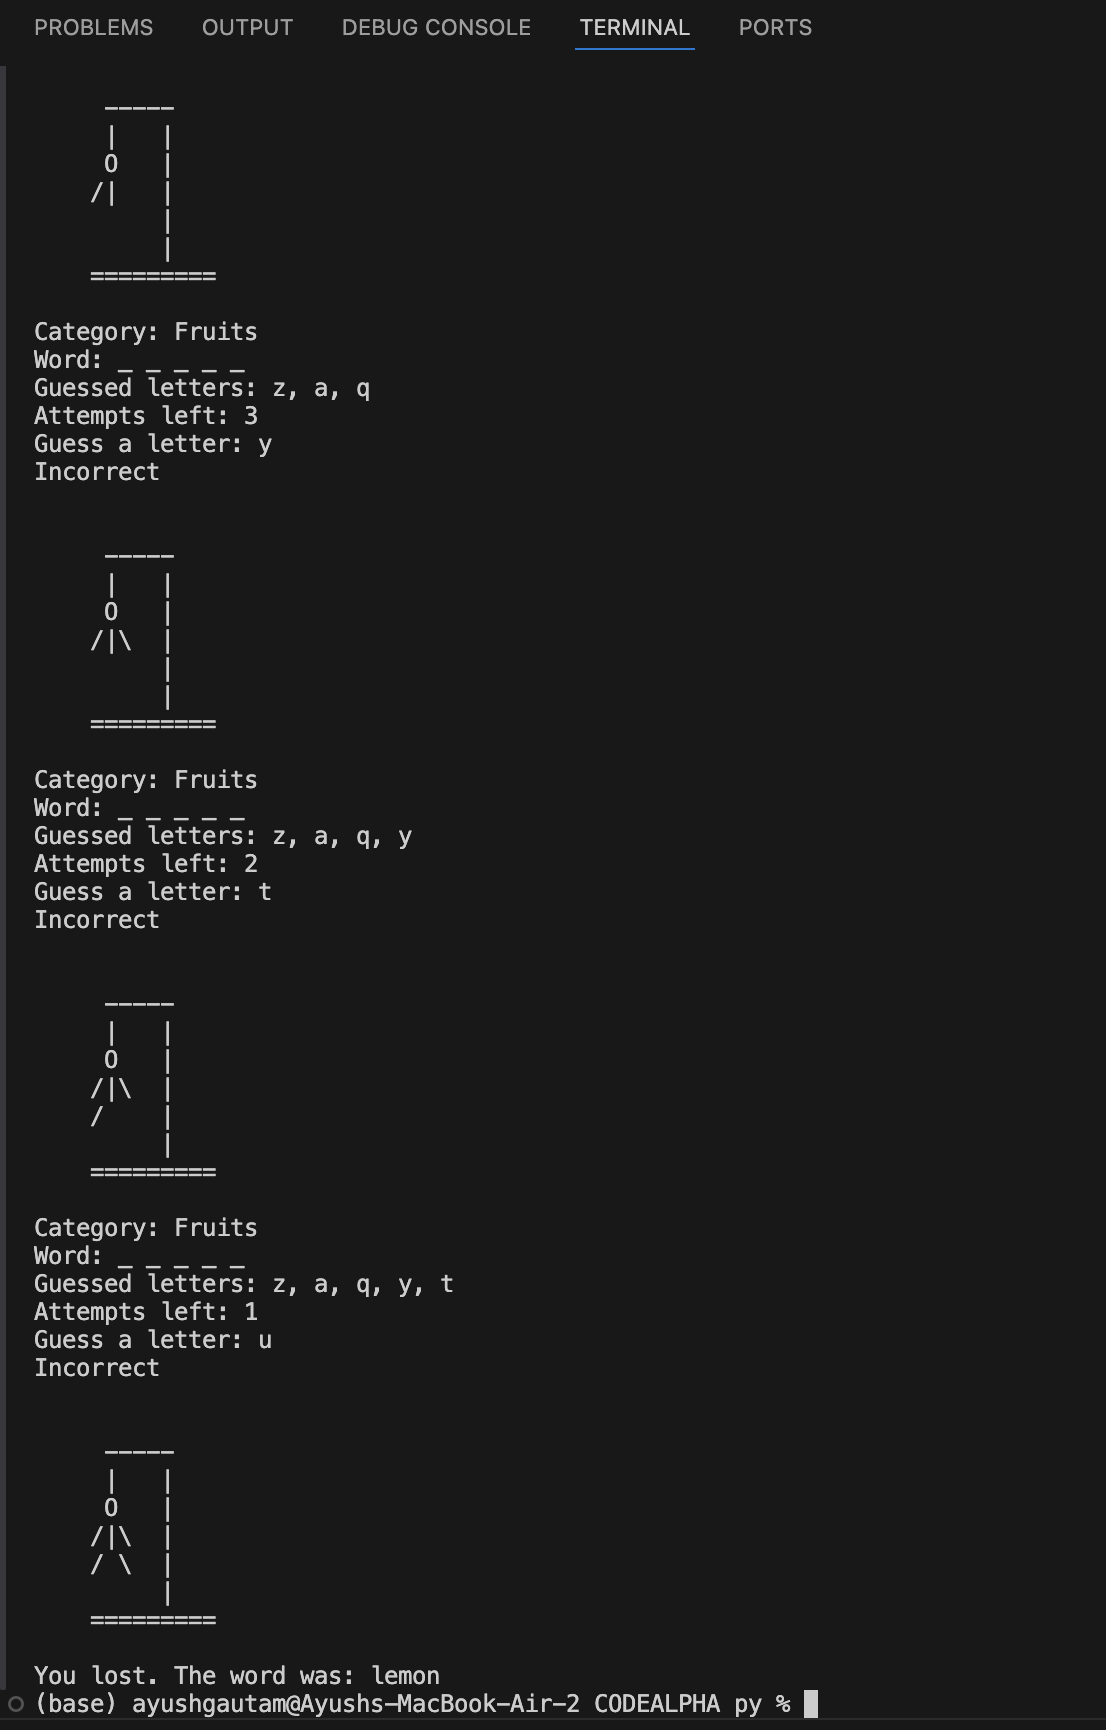 PROBLEMS OUTPUT DEBUG CONSOLE TERMINAL PORTS
     -----
     |   |
     O   |
    /|   |
         |
         |
    =========
Category: Fruits
Word: _ _ _ _ _
Guessed letters: z, a, q
Attempts left: 3
Guess a letter: y
Incorrect
     -----
     |   |
     O   |
    /|\  |
         |
         |
    =========
Category: Fruits
Word: _ _ _ _ _
Guessed letters: z, a, q, y
Attempts left: 2
Guess a letter: t
Incorrect
     -----
     |   |
     O   |
    /|\  |
    /    |
         |
    =========
Category: Fruits
Word: _ _ _ _ _
Guessed letters: z, a, q, y, t
Attempts left: 1
Guess a letter: u
Incorrect
     -----
     |   |
     O   |
    /|\  |
    / \  |
         |
    =========
You lost. The word was: lemon
(base) ayushgautam@Ayushs-MacBook-Air-2 CODEALPHA py %